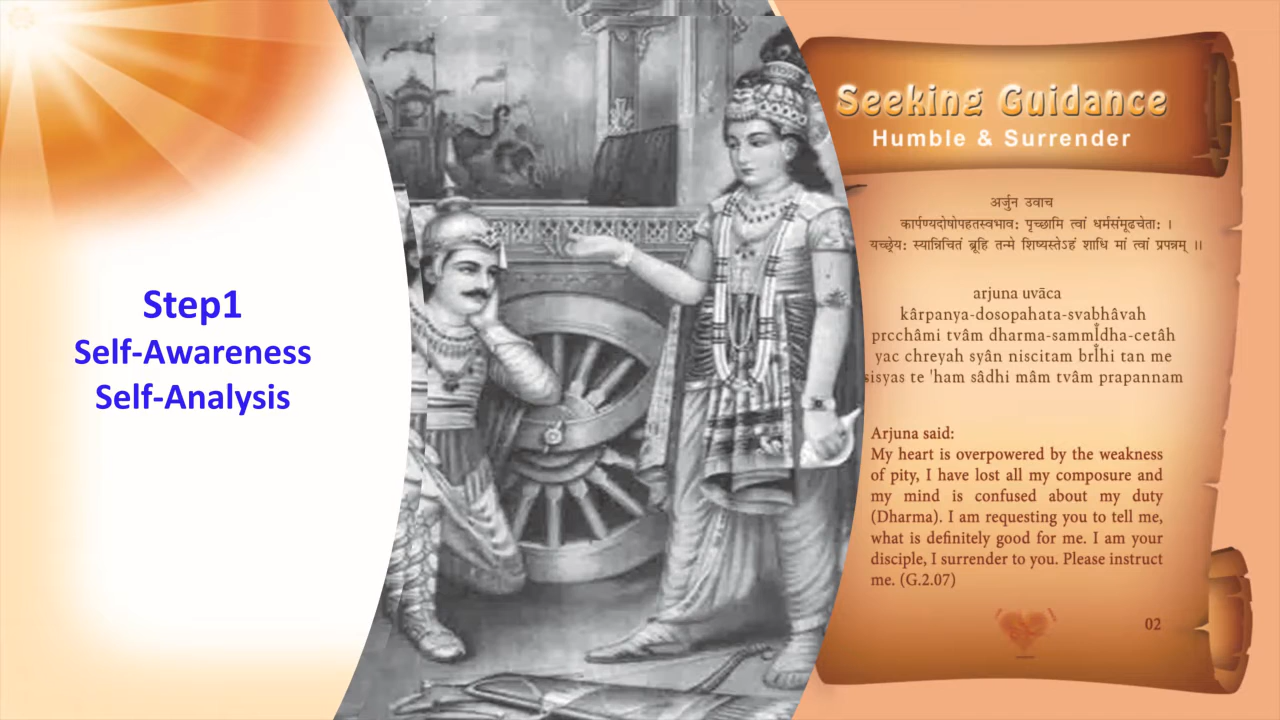 Step1
Self-Awareness
Self-Analysis
Seeking Guidance
Humble & Surrender
अर्जुन उवाच
कार्पण्यदोषोपहतस्वभावः पृच्छामि त्वां धर्मसंमूढचेताः ।
यच्छ्रेयः स्यान्निचितं ब्रूहि तन्मे शिष्यस्तेऽहं शाधि मां त्वां प्रपन्नम् ।।
arjuna uvāca
kârpanya-dosopahata-svabhâvah
prcchâmi tvâm dharma-sammÎdha-cetâh
yac chreyah syân niscitam brÎhi tan me
sisyas te 'ham sâdhi mâm tvâm prapannam
Arjuna said:
My heart is overpowered by the weakness
of pity, I have lost all my composure and
my mind is confused about my duty
(Dharma). I am requesting you to tell me,
what is definitely good for me. I am your
disciple, I surrender to you. Please instruct
me. (G.2.07)
02